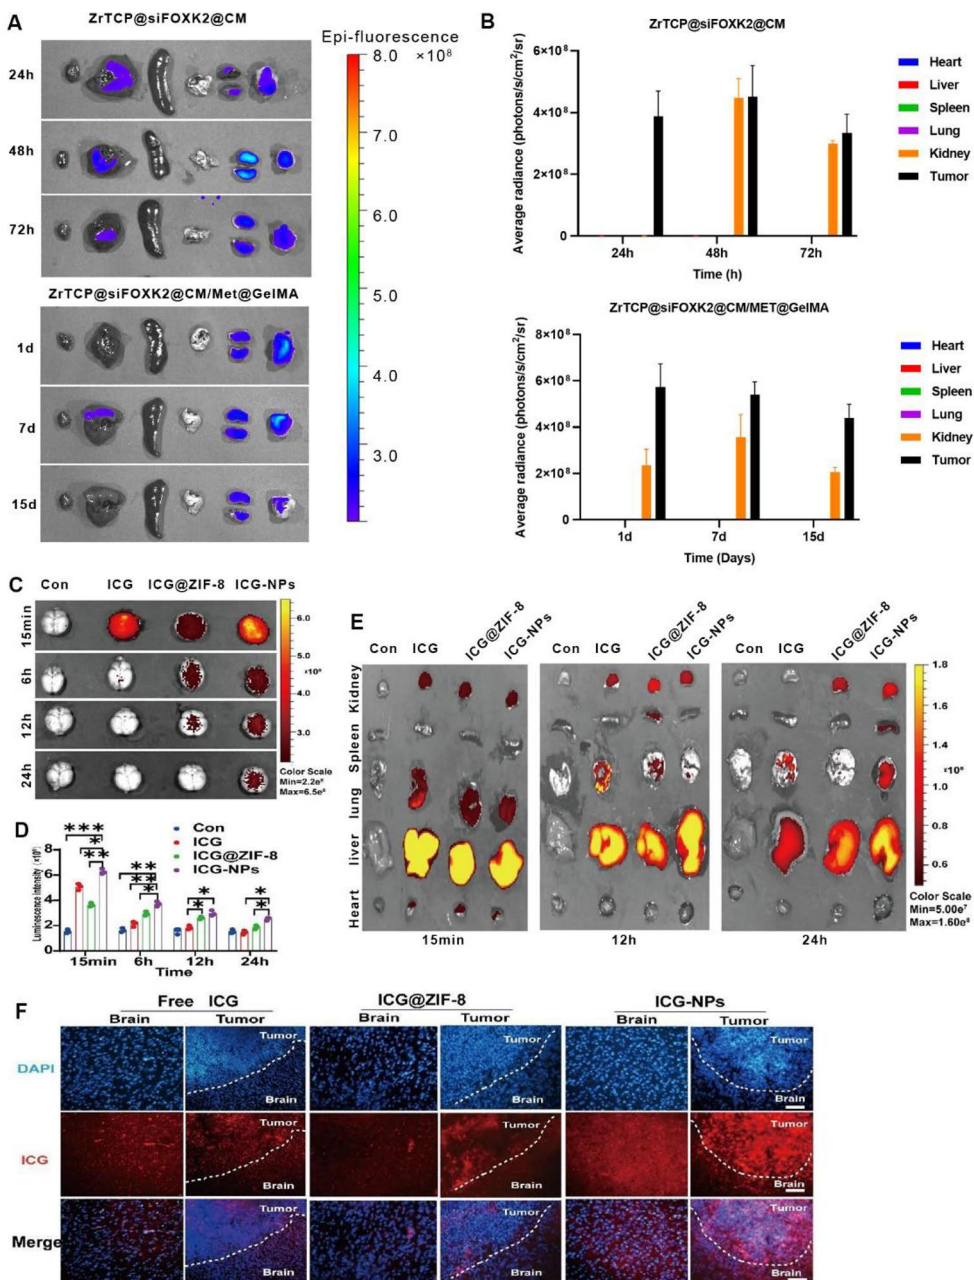 A
ZrTCP@siFOXK2@CM
24h
48h
72h
ZrTCP@siFOXK2@CM/Met@GelMA
1d
7d
15d
Epi-fluorescence
×10⁸
8.0
7.0
6.0
5.0
4.0
3.0
B
ZrTCP@siFOXK2@CM
Average radiance (photons/s/cm²/sr)
6×10⁸
4×10⁸
2×10⁸
0
24h
48h
72h
Time (h)
Heart
Liver
Spleen
Lung
Kidney
Tumor
ZrTCP@siFOXK2@CM/MET@GelMA
Average radiance (photons/s/cm²/sr)
8×10⁸
6×10⁸
4×10⁸
2×10⁸
0
1d
7d
15d
Time (Days)
Heart
Liver
Spleen
Lung
Kidney
Tumor
C
Con ICG ICG@ZIF-8 ICG-NPs
15min
6h
12h
24h
6.0
5.0
4.0
3.0
Color Scale
D
Con
ICG
ICG@ZIF-8
ICG-NPs
*** * **
** ** *
* *
* *
8
6
4
2
0
15min 6h 12h 24h
Time
E
Con ICG ICG@ZIF-8 ICG-NPs
Con ICG ICG@ZIF-8 ICG-NPs
Con ICG ICG@ZIF-8 ICG-NPs
Kidney
Spleen
lung
liver
Heart
15min
12h
24h
1.8
1.6
1.4
1.2
1.0
0.8
0.6
Color Scale
Min=5.00e⁷
F
Free ICG ICG@ZIF-8 ICG-NPs
Brain Tumor Brain Tumor Brain Tumor
DAPI
Tumor
Brain
Tumor
Brain
Tumor
Brain
ICG
Tumor
Brain
Tumor
Brain
Tumor
Brain
Merge
Tumor
Brain
Tumor
Brain
Tumor
Brain